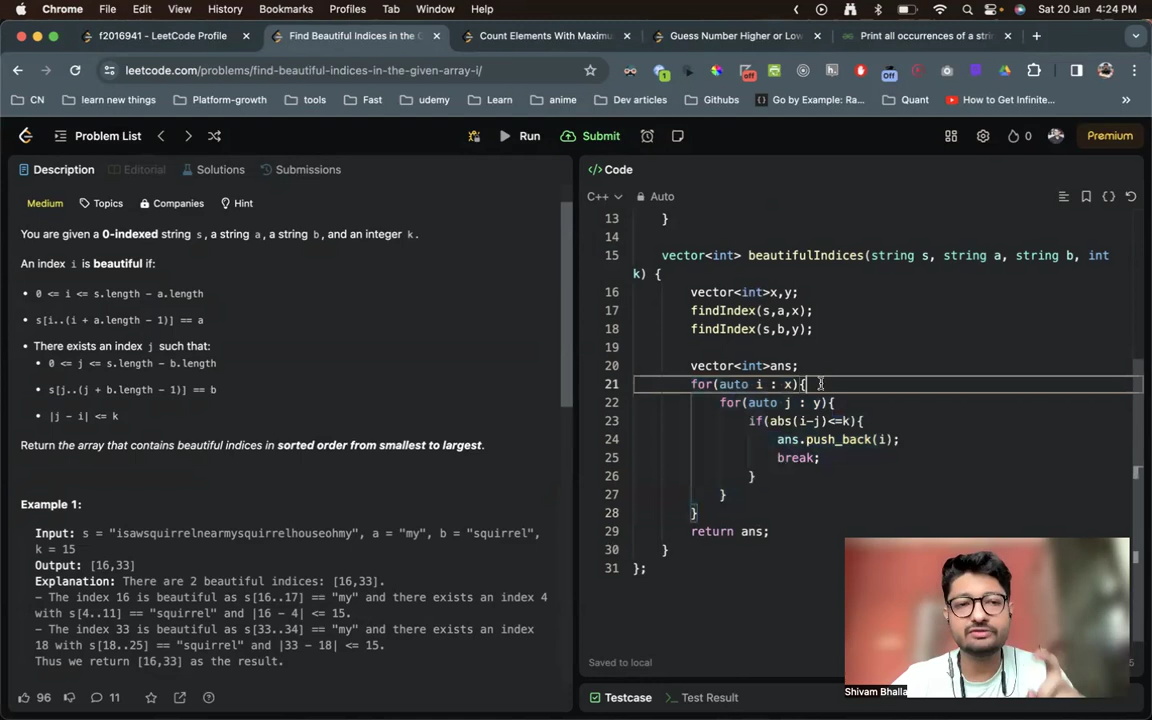 Chrome File Edit View History Bookmarks Profiles Tab Window Help Sat 20 Jan 4:24 PM
f2016941 - LeetCode Profile Find Beautiful Indices in the G Count Elements With Maximum Guess Number Higher or Low Print all occurrences of a strin
leetcode.com/problems/find-beautiful-indices-in-the-given-array-i/
CN learn new things Platform-growth tools Fast udemy Learn anime Dev articles Githubs Go by Example: Ra... Quant How to Get Infinite...
Problem List Run Submit 0 Premium
Description Editorial Solutions Submissions
Medium Topics Companies Hint
You are given a 0-indexed string s, a string a, a string b, and an integer k.
An index i is beautiful if:
• 0 <= i <= s.length - a.length
• s[i..(i + a.length - 1)] == a
• There exists an index j such that:
• 0 <= j <= s.length - b.length
• s[j..(j + b.length - 1)] == b
• |j - i| <= k
Return the array that contains beautiful indices in sorted order from smallest to largest.
Example 1:
Input: s = "isawsquirrelnearmysquirrelhouseohmy", a = "my", b = "squirrel",
k = 15
Output: [16,33]
Explanation: There are 2 beautiful indices: [16,33].
- The index 16 is beautiful as s[16..17] == "my" and there exists an index 4
with s[4..11] == "squirrel" and |16 - 4| <= 15.
- The index 33 is beautiful as s[33..34] == "my" and there exists an index
18 with s[18..25] == "squirrel" and |33 - 18| <= 15.
Thus we return [16,33] as the result.
96 11
</> Code
C++ Auto
13 }
14
15 vector<int> beautifulIndices(string s, string a, string b, int
k) {
16 vector<int>x,y;
17 findIndex(s,a,x);
18 findIndex(s,b,y);
19
20 vector<int>ans;
21 for(auto i : x){
22 for(auto j : y){
23 if(abs(i-j)<=k){
24 ans.push_back(i);
25 break;
26 }
27 }
28 }
29 return ans;
30 }
31 };
Saved to local
Testcase Test Result
Shivam Bhalla